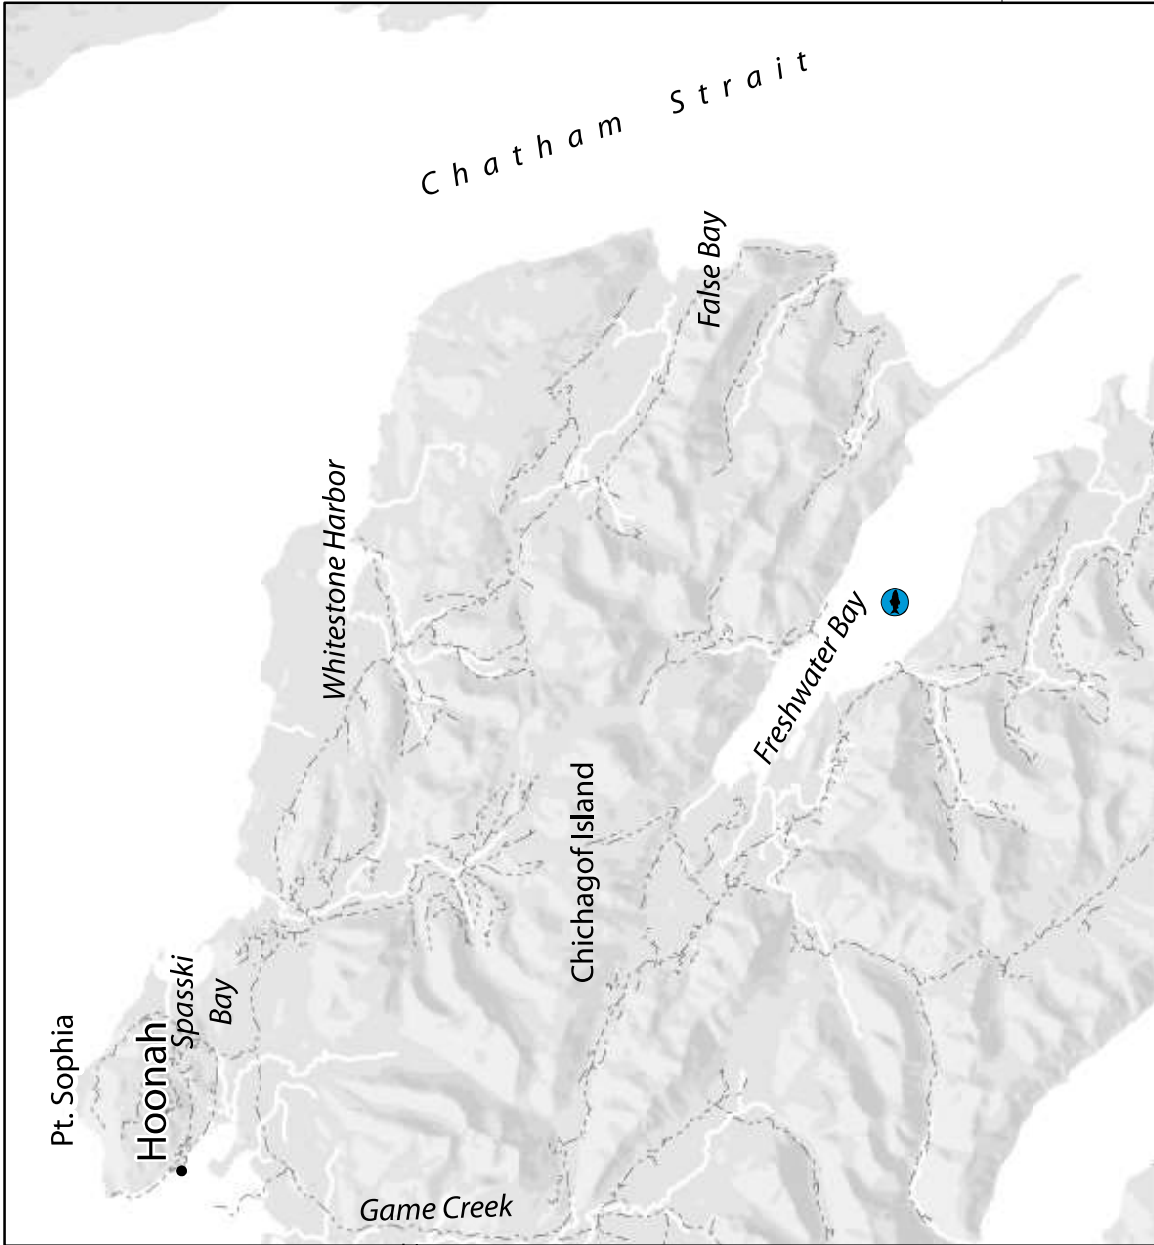 Chatham Strait
False Bay
Whitestone Harbor
Freshwater Bay
Chichagof Island
Spasski
Bay
Pt. Sophia
Hoonah
Game Creek